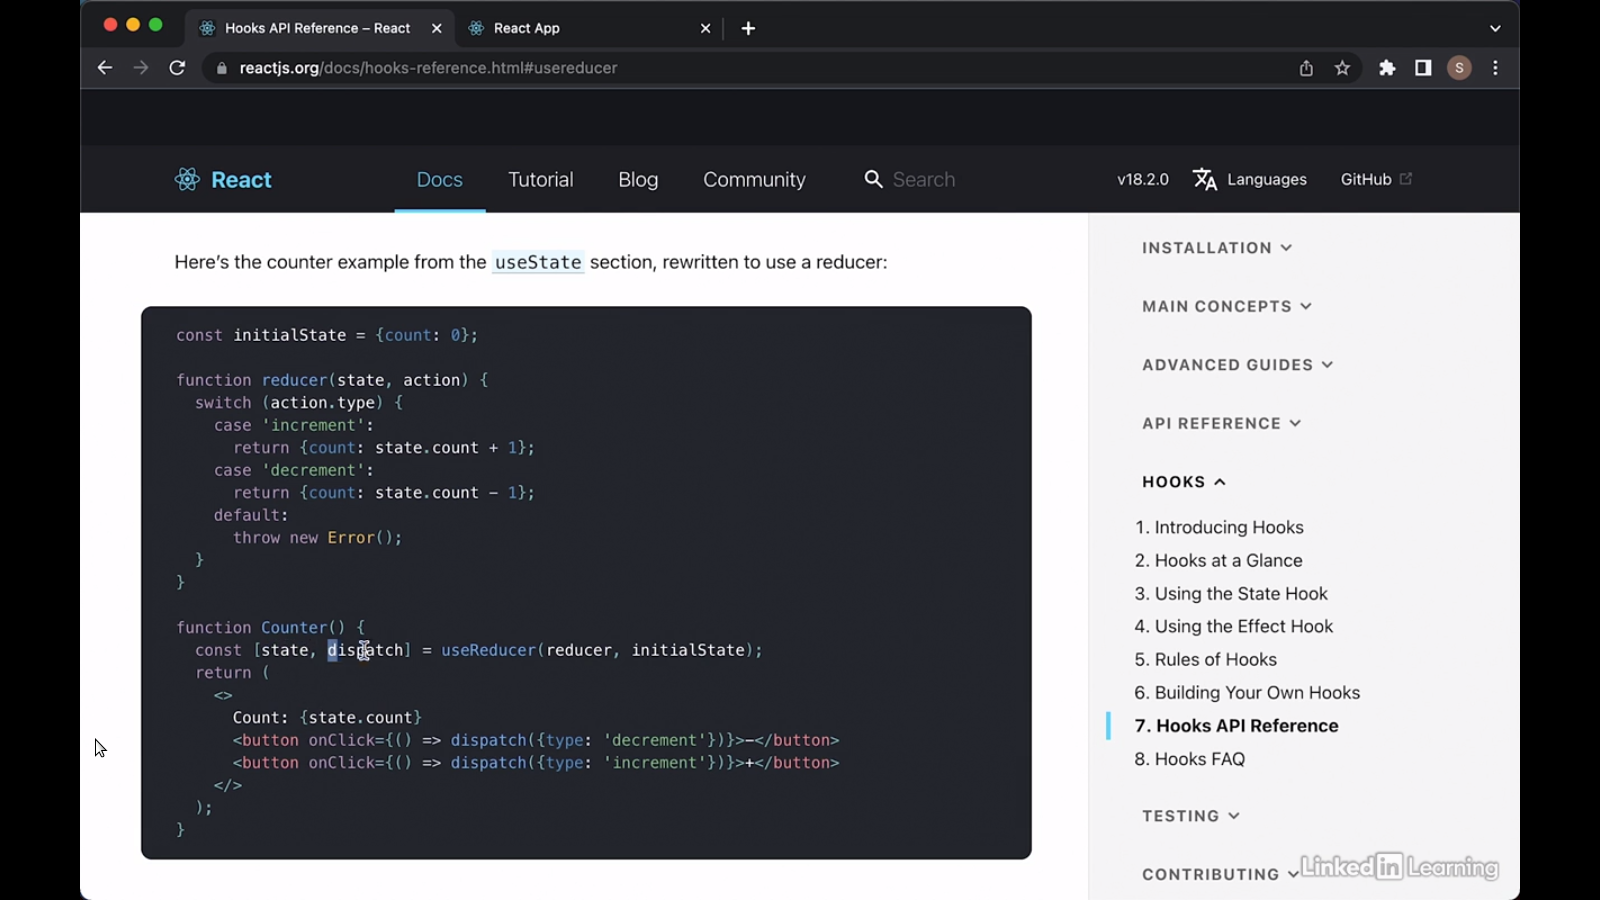 Hooks API Reference – React
React App
reactjs.org/docs/hooks-reference.html#usereducer
S
React
Docs
Tutorial
Blog
Community
Search
v18.2.0
Languages
GitHub
Here's the counter example from the useState section, rewritten to use a reducer:
const initialState = {count: 0};
function reducer(state, action) {
switch (action.type) {
case 'increment':
return {count: state.count + 1};
case 'decrement':
return {count: state.count - 1};
default:
throw new Error();
}
}
function Counter() {
const [state, dispatch] = useReducer(reducer, initialState);
return (
<>
Count: {state.count}
<button onClick={() => dispatch({type: 'decrement'})}>-</button>
<button onClick={() => dispatch({type: 'increment'})}>+</button>
</>
);
}
INSTALLATION
MAIN CONCEPTS
ADVANCED GUIDES
API REFERENCE
HOOKS
1. Introducing Hooks
2. Hooks at a Glance
3. Using the State Hook
4. Using the Effect Hook
5. Rules of Hooks
6. Building Your Own Hooks
7. Hooks API Reference
8. Hooks FAQ
TESTING
CONTRIBUTING
LinkedIn Learning